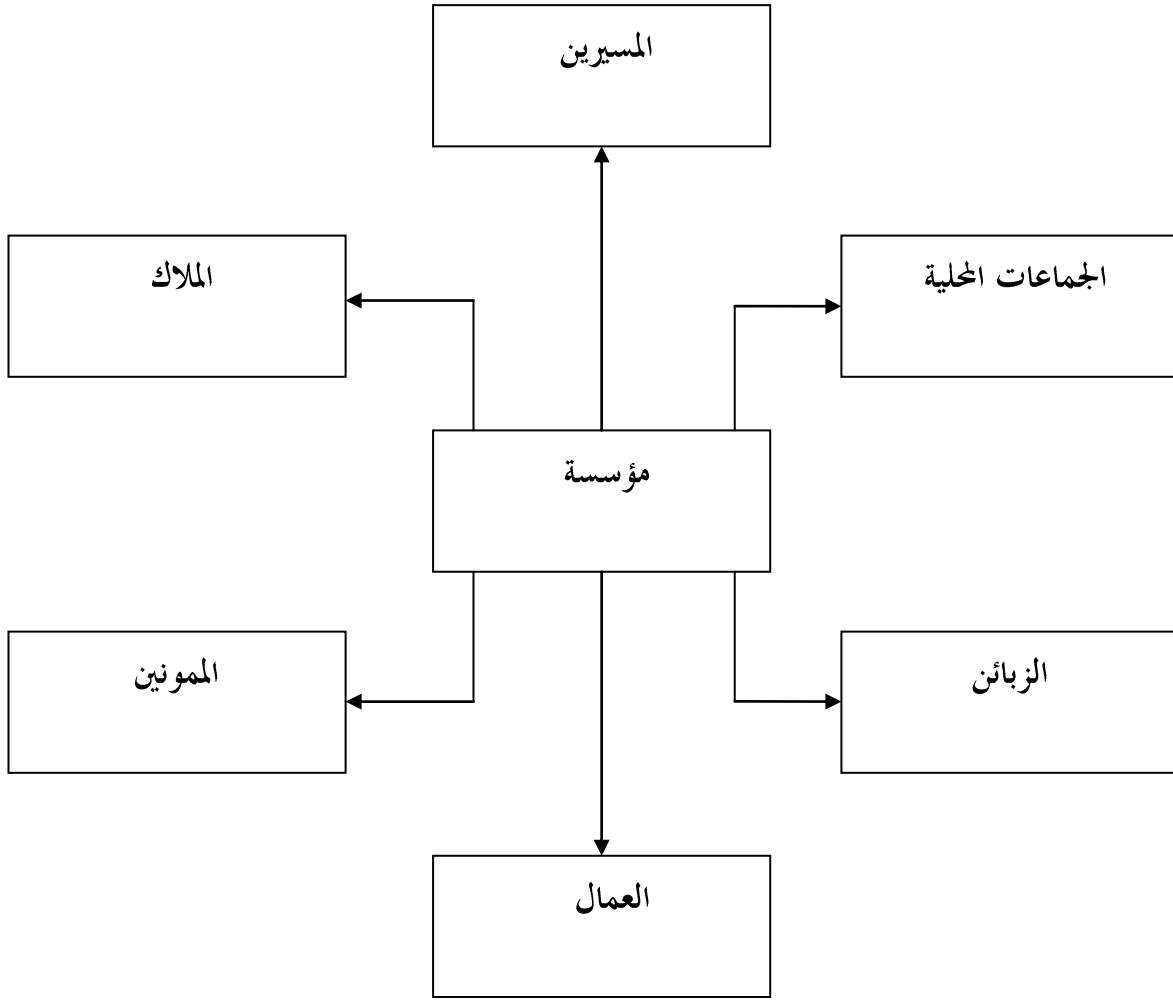 المسيرين
الجماعات المحلية
الملاك
مؤسسة
الزبائن
الممونين
العمال